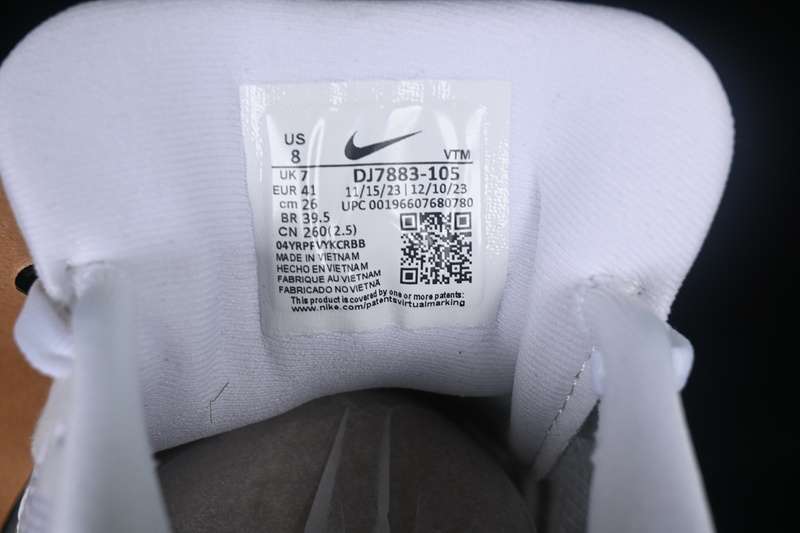 US
8
VTM
UK 7
DJ7883-105
EUR 41
11/15/23 | 12/10/23
cm 26
UPC 00196607680780
BR 39.5
CN 260(2.5)
04YRPFVYKCRBB
MADE IN VIETNAM
HECHO EN VIETNAM
FABRIQUE AU VIETNAM
FABRICADO NO VIETNA
This product is covered by one or more patents:
www.nike.com/patentsvirtualmarking